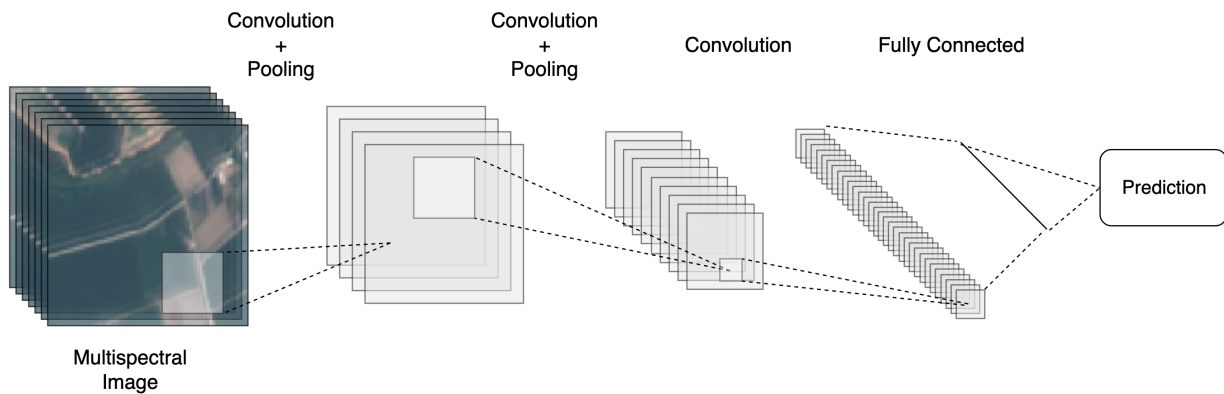 Convolution
+
Pooling
Convolution
+
Pooling
Convolution
Fully Connected
Prediction
Multispectral
Image